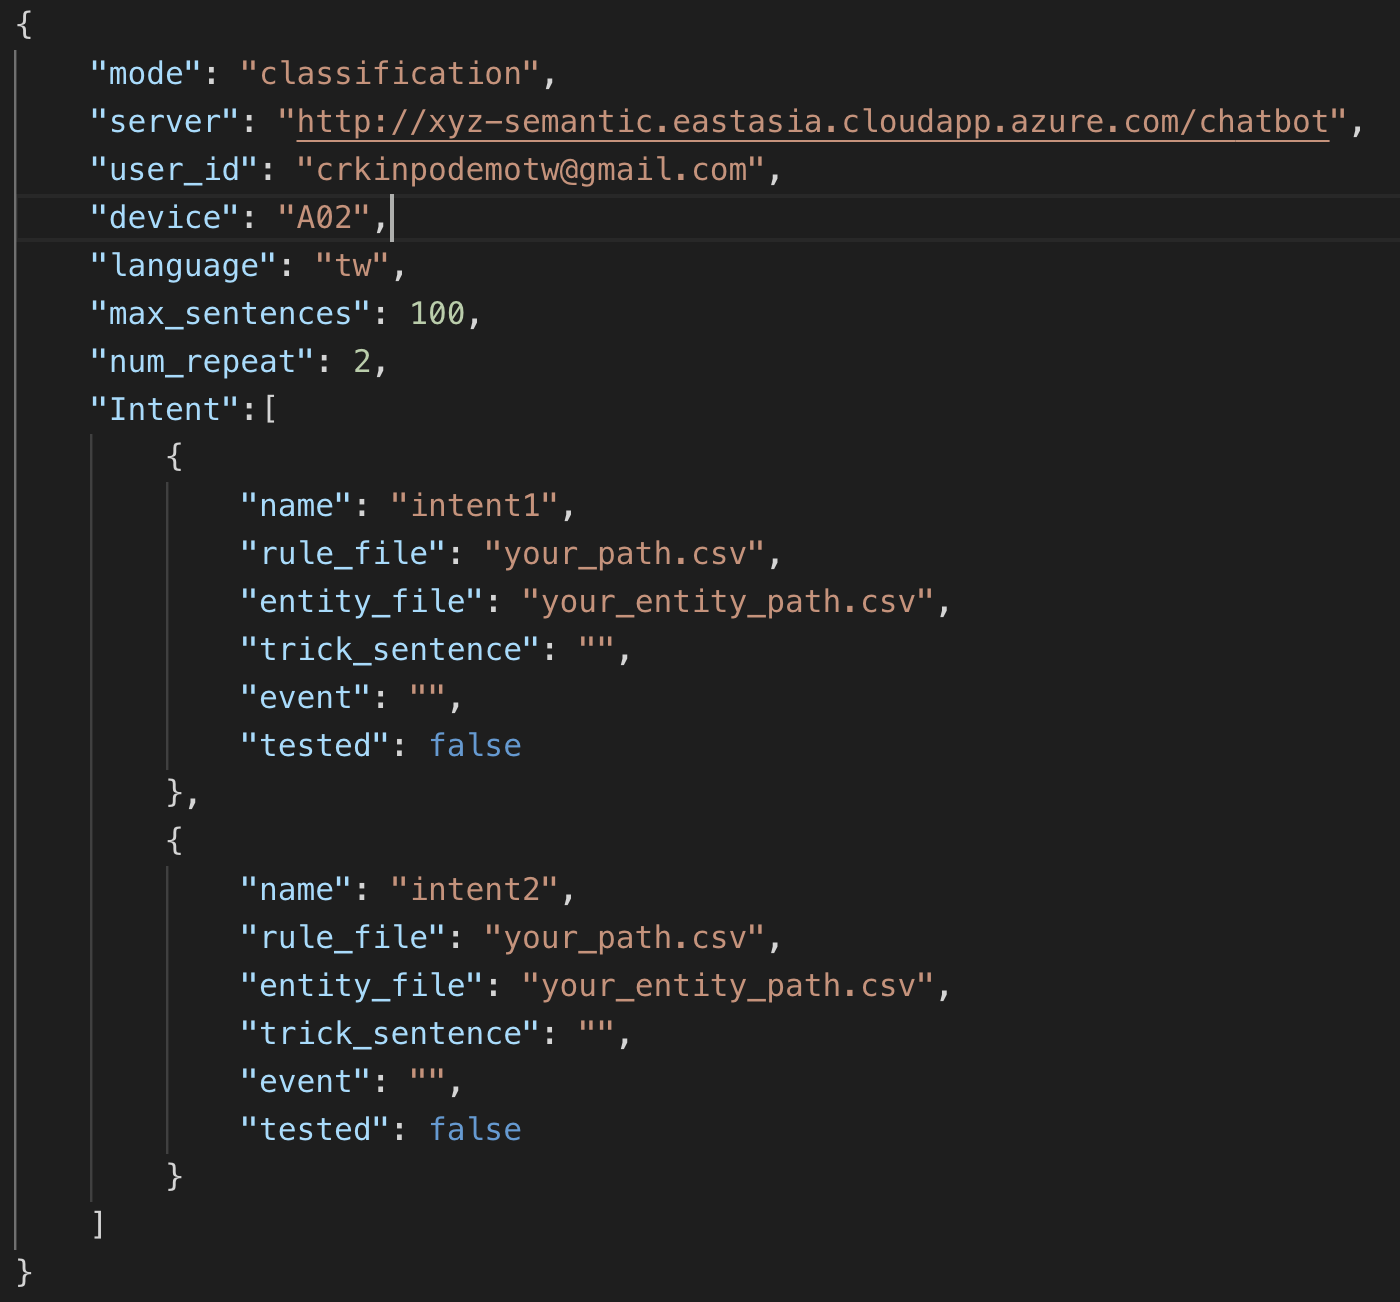 {
    "mode": "classification",
    "server": "http://xyz-semantic.eastasia.cloudapp.azure.com/chatbot",
    "user_id": "crkinpodemotw@gmail.com",
    "device": "A02",
    "language": "tw",
    "max_sentences": 100,
    "num_repeat": 2,
    "Intent":[
        {
            "name": "intent1",
            "rule_file": "your_path.csv",
            "entity_file": "your_entity_path.csv",
            "trick_sentence": "",
            "event": "",
            "tested": false
        },
        {
            "name": "intent2",
            "rule_file": "your_path.csv",
            "entity_file": "your_entity_path.csv",
            "trick_sentence": "",
            "event": "",
            "tested": false
        }
    ]
}